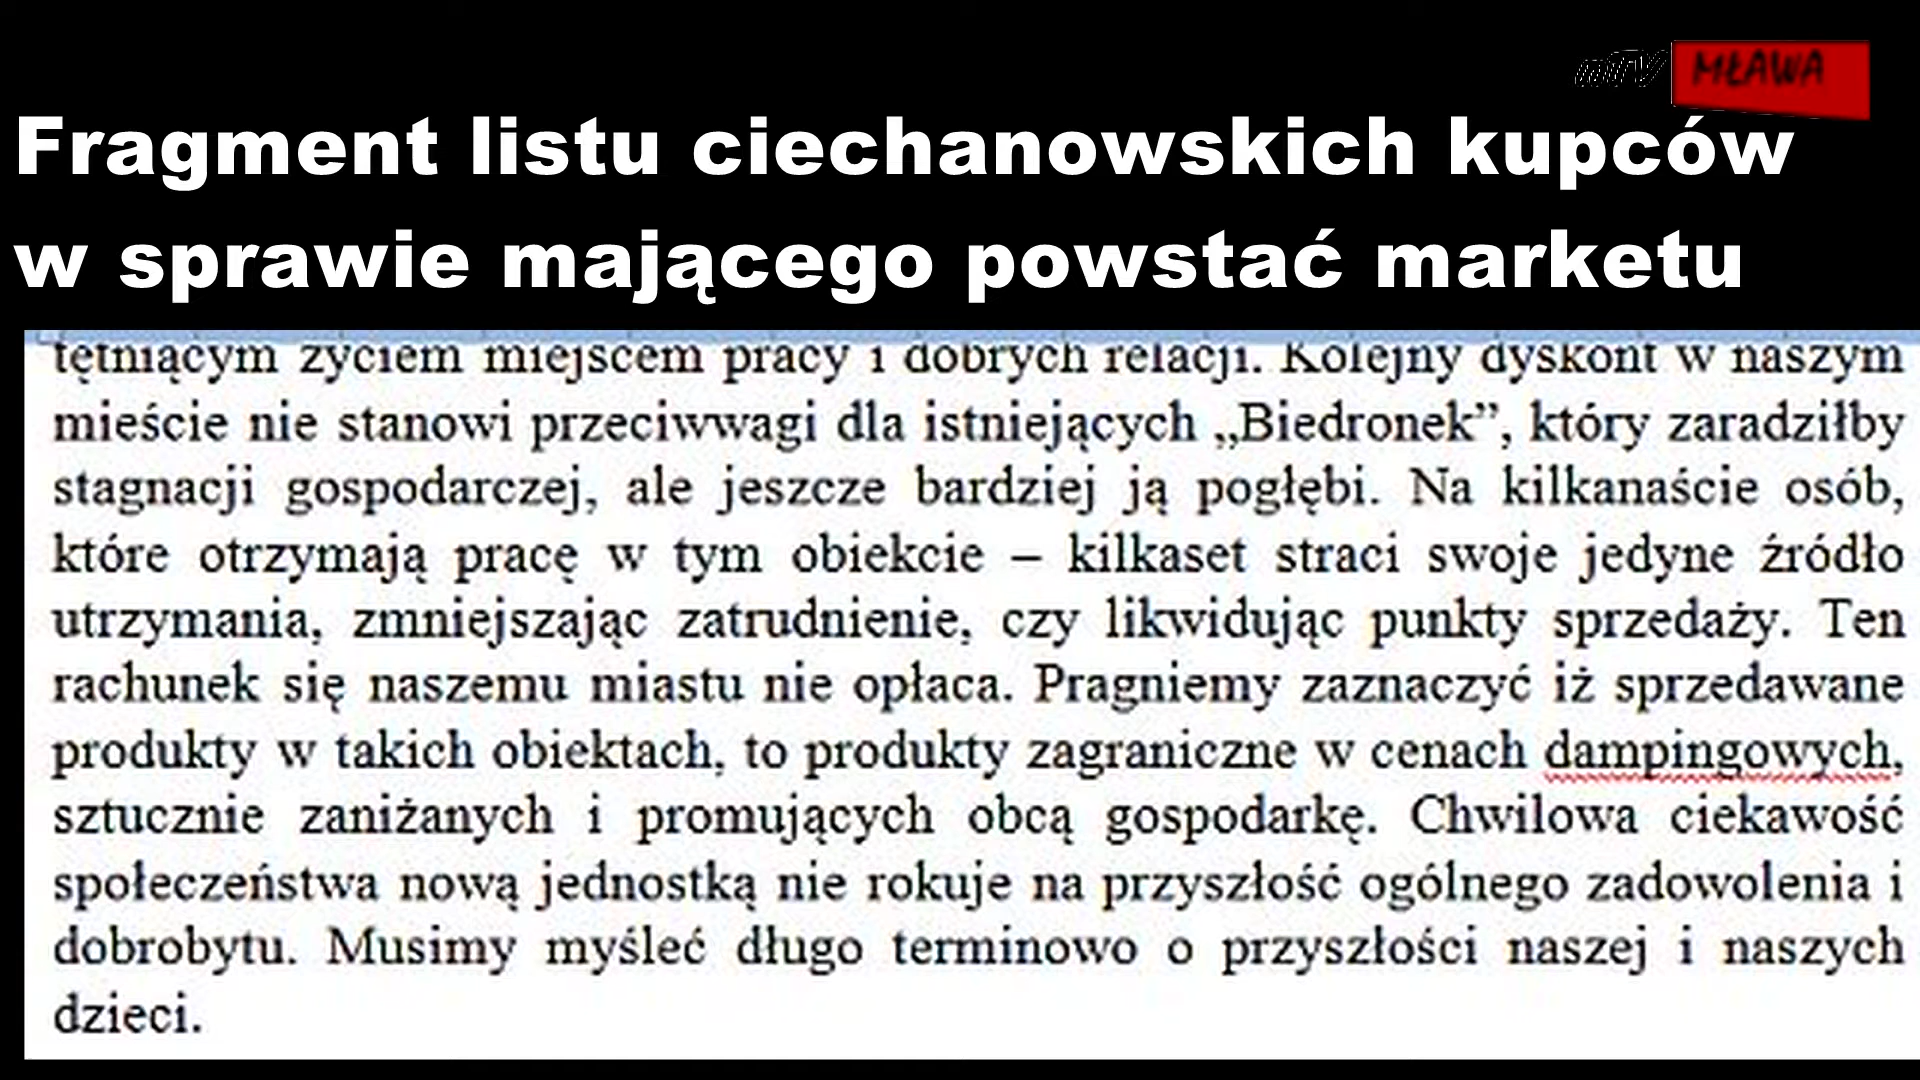 mTV MŁAWA
Fragment listu ciechanowskich kupców
w sprawie mającego powstać marketu
tętniącym życiem miejscem pracy i dobrych relacji. Kolejny dyskont w naszym
mieście nie stanowi przeciwwagi dla istniejących „Biedronek”, który zaradziłby
stagnacji gospodarczej, ale jeszcze bardziej ją pogłębi. Na kilkanaście osób,
które otrzymają pracę w tym obiekcie – kilkaset straci swoje jedyne źródło
utrzymania, zmniejszając zatrudnienie, czy likwidując punkty sprzedaży. Ten
rachunek się naszemu miastu nie opłaca. Pragniemy zaznaczyć iż sprzedawane
produkty w takich obiektach, to produkty zagraniczne w cenach dampingowych,
sztucznie zaniżanych i promujących obcą gospodarkę. Chwilowa ciekawość
społeczeństwa nową jednostką nie rokuje na przyszłość ogólnego zadowolenia i
dobrobytu. Musimy myśleć długo terminowo o przyszłości naszej i naszych
dzieci.